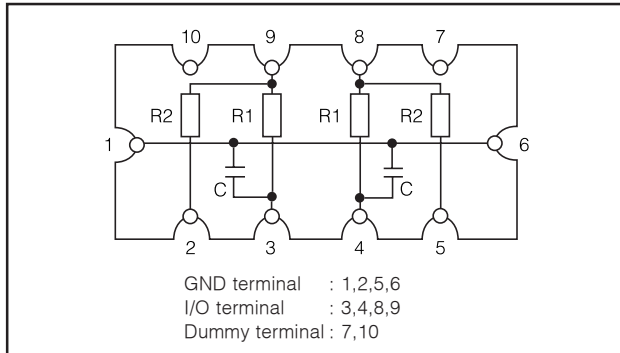 10 9 8 7
R2 R1 R1 R2
1 6
C C
2 3 4 5
GND terminal : 1,2,5,6
I/O terminal : 3,4,8,9
Dummy terminal : 7,10